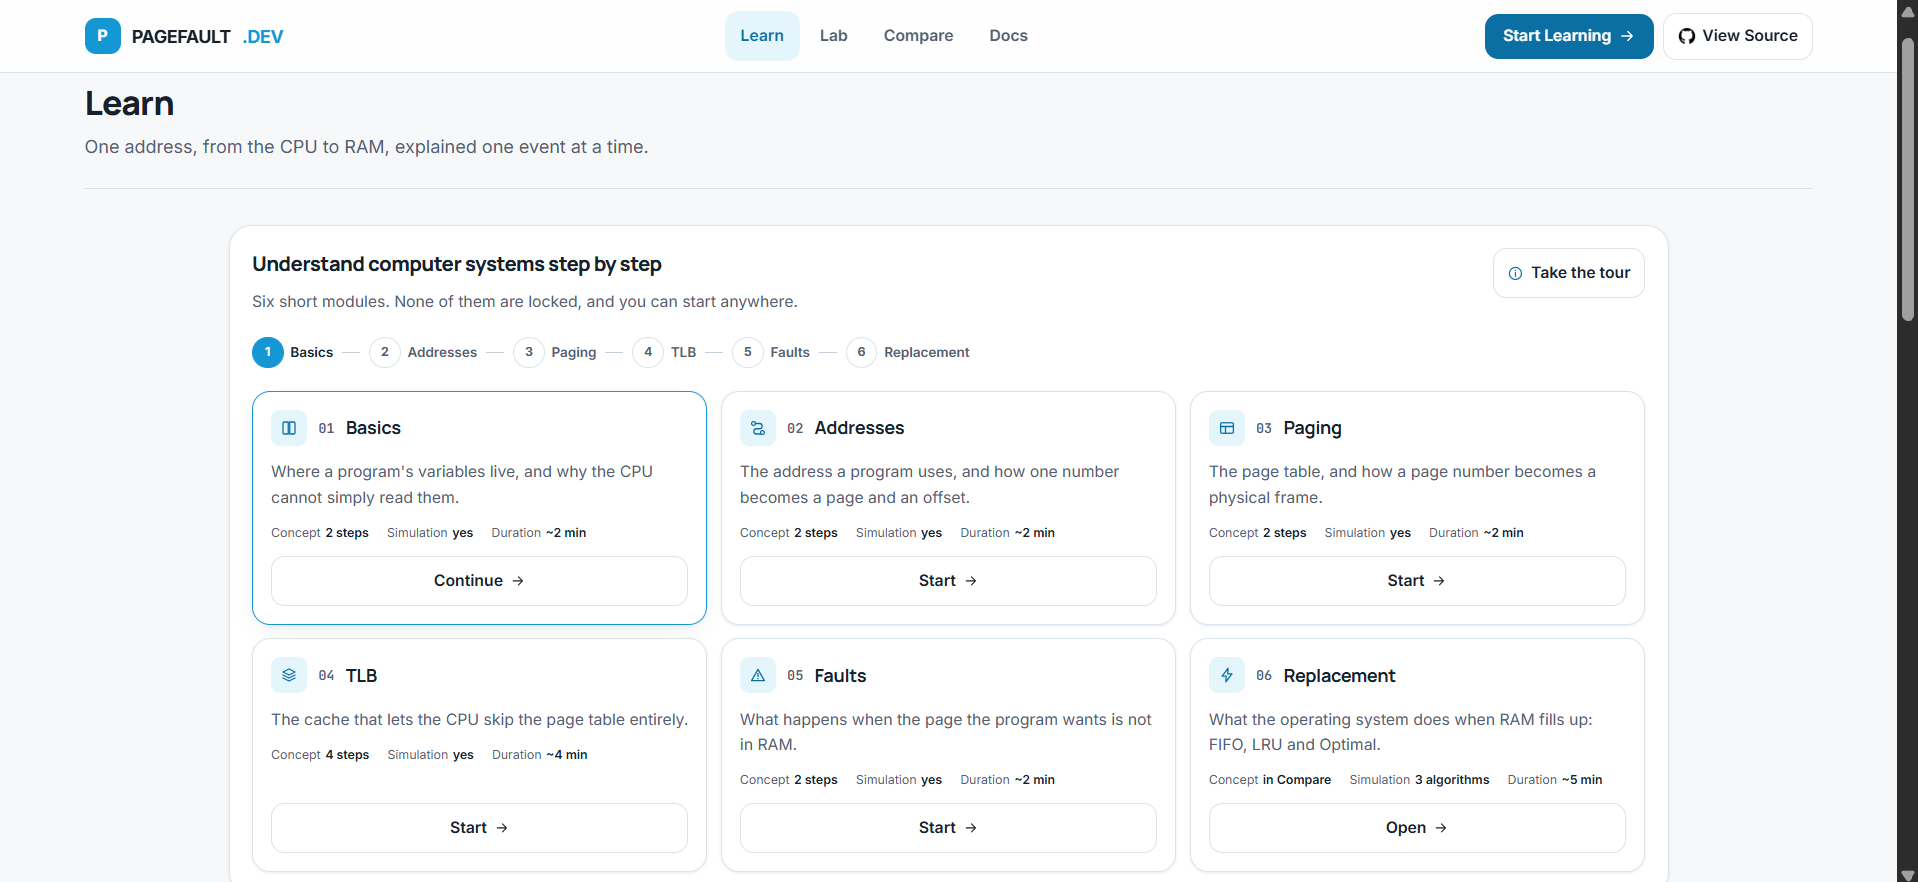 P PAGEFAULT .DEV Learn Lab Compare Docs Start Learning → View Source
Learn
One address, from the CPU to RAM, explained one event at a time.
Understand computer systems step by step
Take the tour
Six short modules. None of them are locked, and you can start anywhere.
1 Basics 2 Addresses 3 Paging 4 TLB 5 Faults 6 Replacement
01 Basics
Where a program's variables live, and why the CPU
cannot simply read them.
Concept 2 steps Simulation yes Duration ~2 min
Continue →
02 Addresses
The address a program uses, and how one number
becomes a page and an offset.
Concept 2 steps Simulation yes Duration ~2 min
Start →
03 Paging
The page table, and how a page number becomes a
physical frame.
Concept 2 steps Simulation yes Duration ~2 min
Start →
04 TLB
The cache that lets the CPU skip the page table entirely.
Concept 4 steps Simulation yes Duration ~4 min
Start →
05 Faults
What happens when the page the program wants is not
in RAM.
Concept 2 steps Simulation yes Duration ~2 min
Start →
06 Replacement
What the operating system does when RAM fills up:
FIFO, LRU and Optimal.
Concept in Compare Simulation 3 algorithms Duration ~5 min
Open →